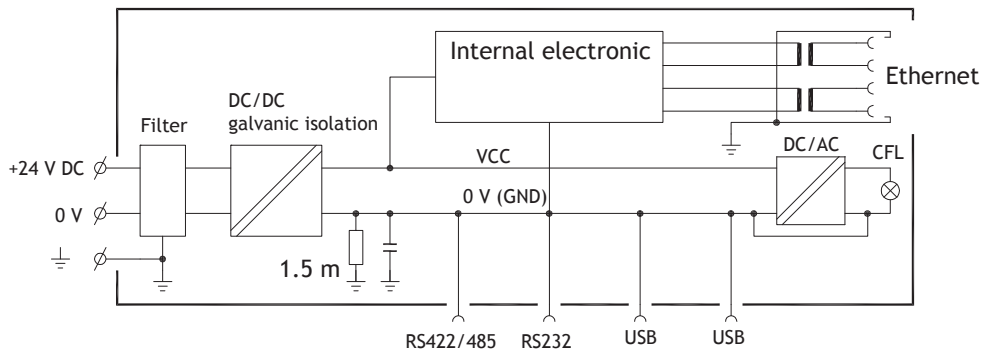 Internal electronic
Ethernet
DC/DC
galvanic isolation
Filter
DC/AC
CFL
+24 V DC
VCC
0 V
0 V (GND)
1.5 m
RS422/485
RS232
USB
USB